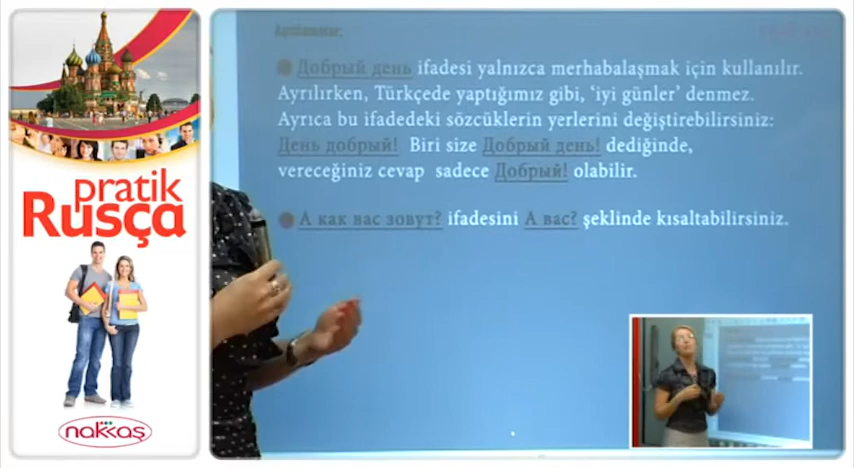 pratik
Rusça
nakkaş
Açıklamalar:
Добрый день ifadesi yalnızca merhabalaşmak için kullanılır.
Ayrılırken, Türkçede yaptığımız gibi, ‘iyi günler’ denmez.
Ayrıca bu ifadedeki sözcüklerin yerlerini değiştirebilirsiniz:
День добрый! Biri size Добрый день! dediğinde,
vereceğiniz cevap sadece Добрый! olabilir.
А как вас зовут? ifadesini А вас? şeklinde kısaltabilirsiniz.